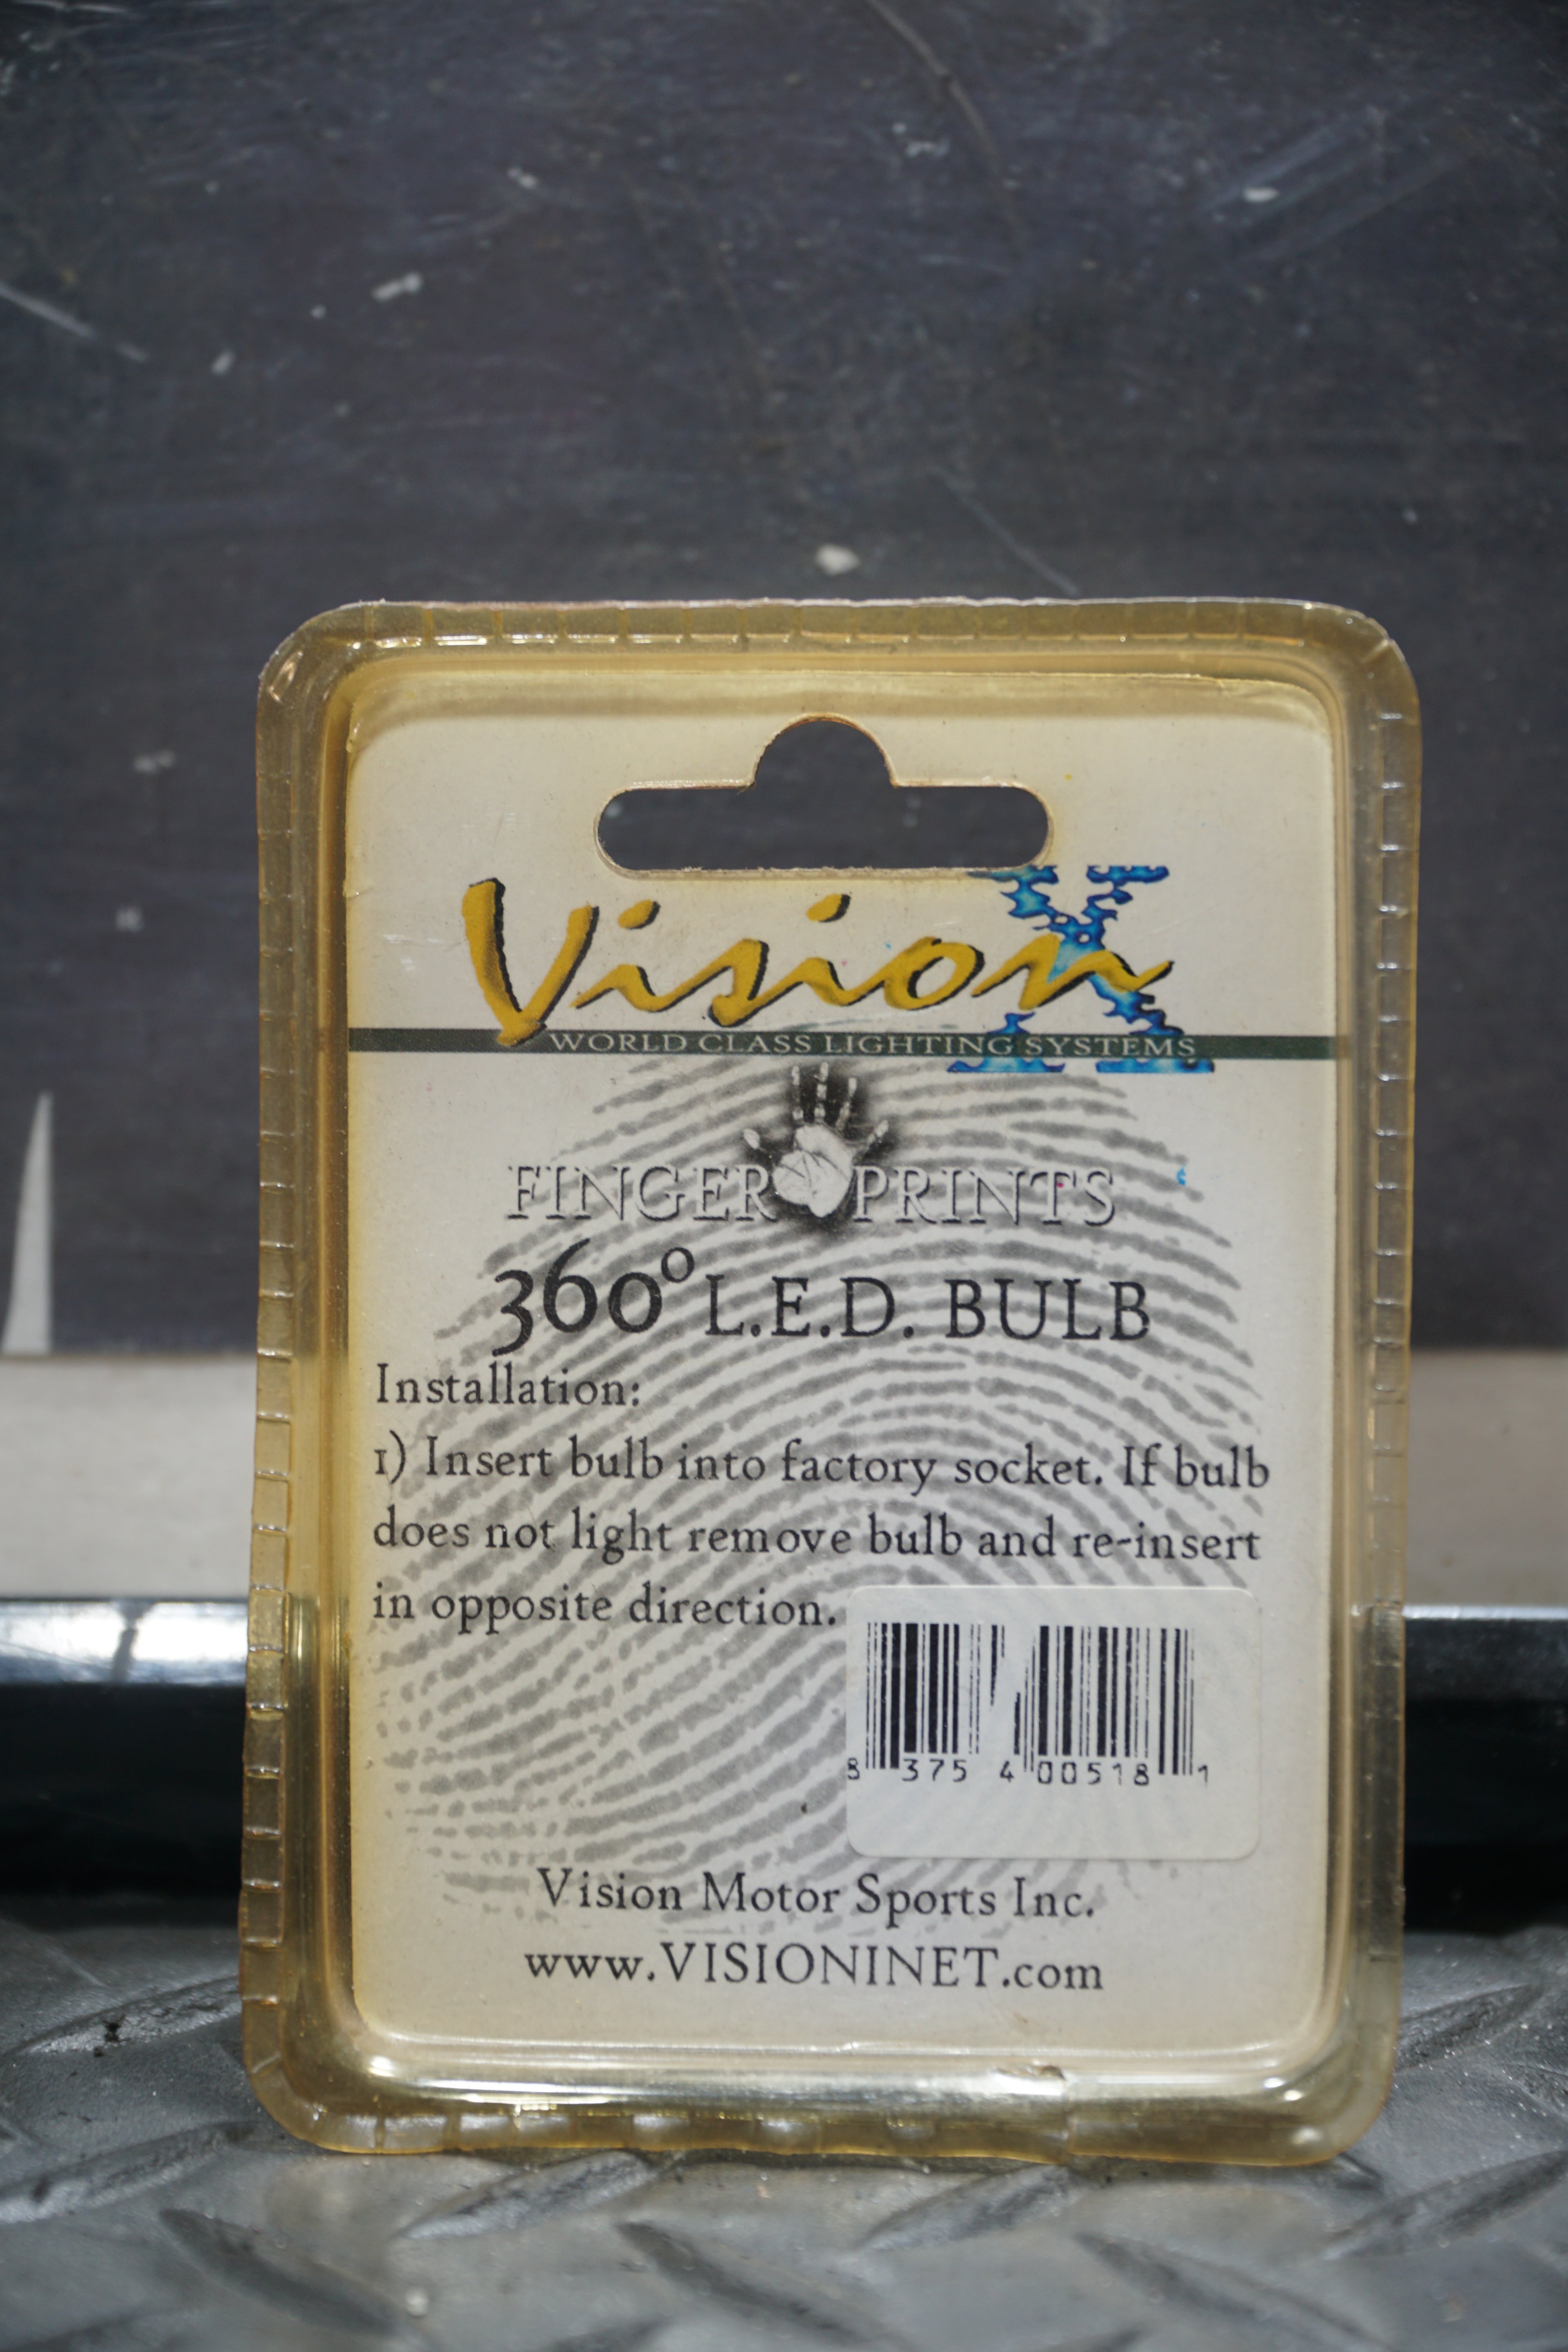 Vision X
WORLD CLASS LIGHTING SYSTEMS
FINGER PRINTS
360° L.E.D. BULB
Installation:
1) Insert bulb into factory socket. If bulb
does not light remove bulb and re-insert
in opposite direction.
8 375 4 00518 1
Vision Motor Sports Inc.
www.VISIONINET.com